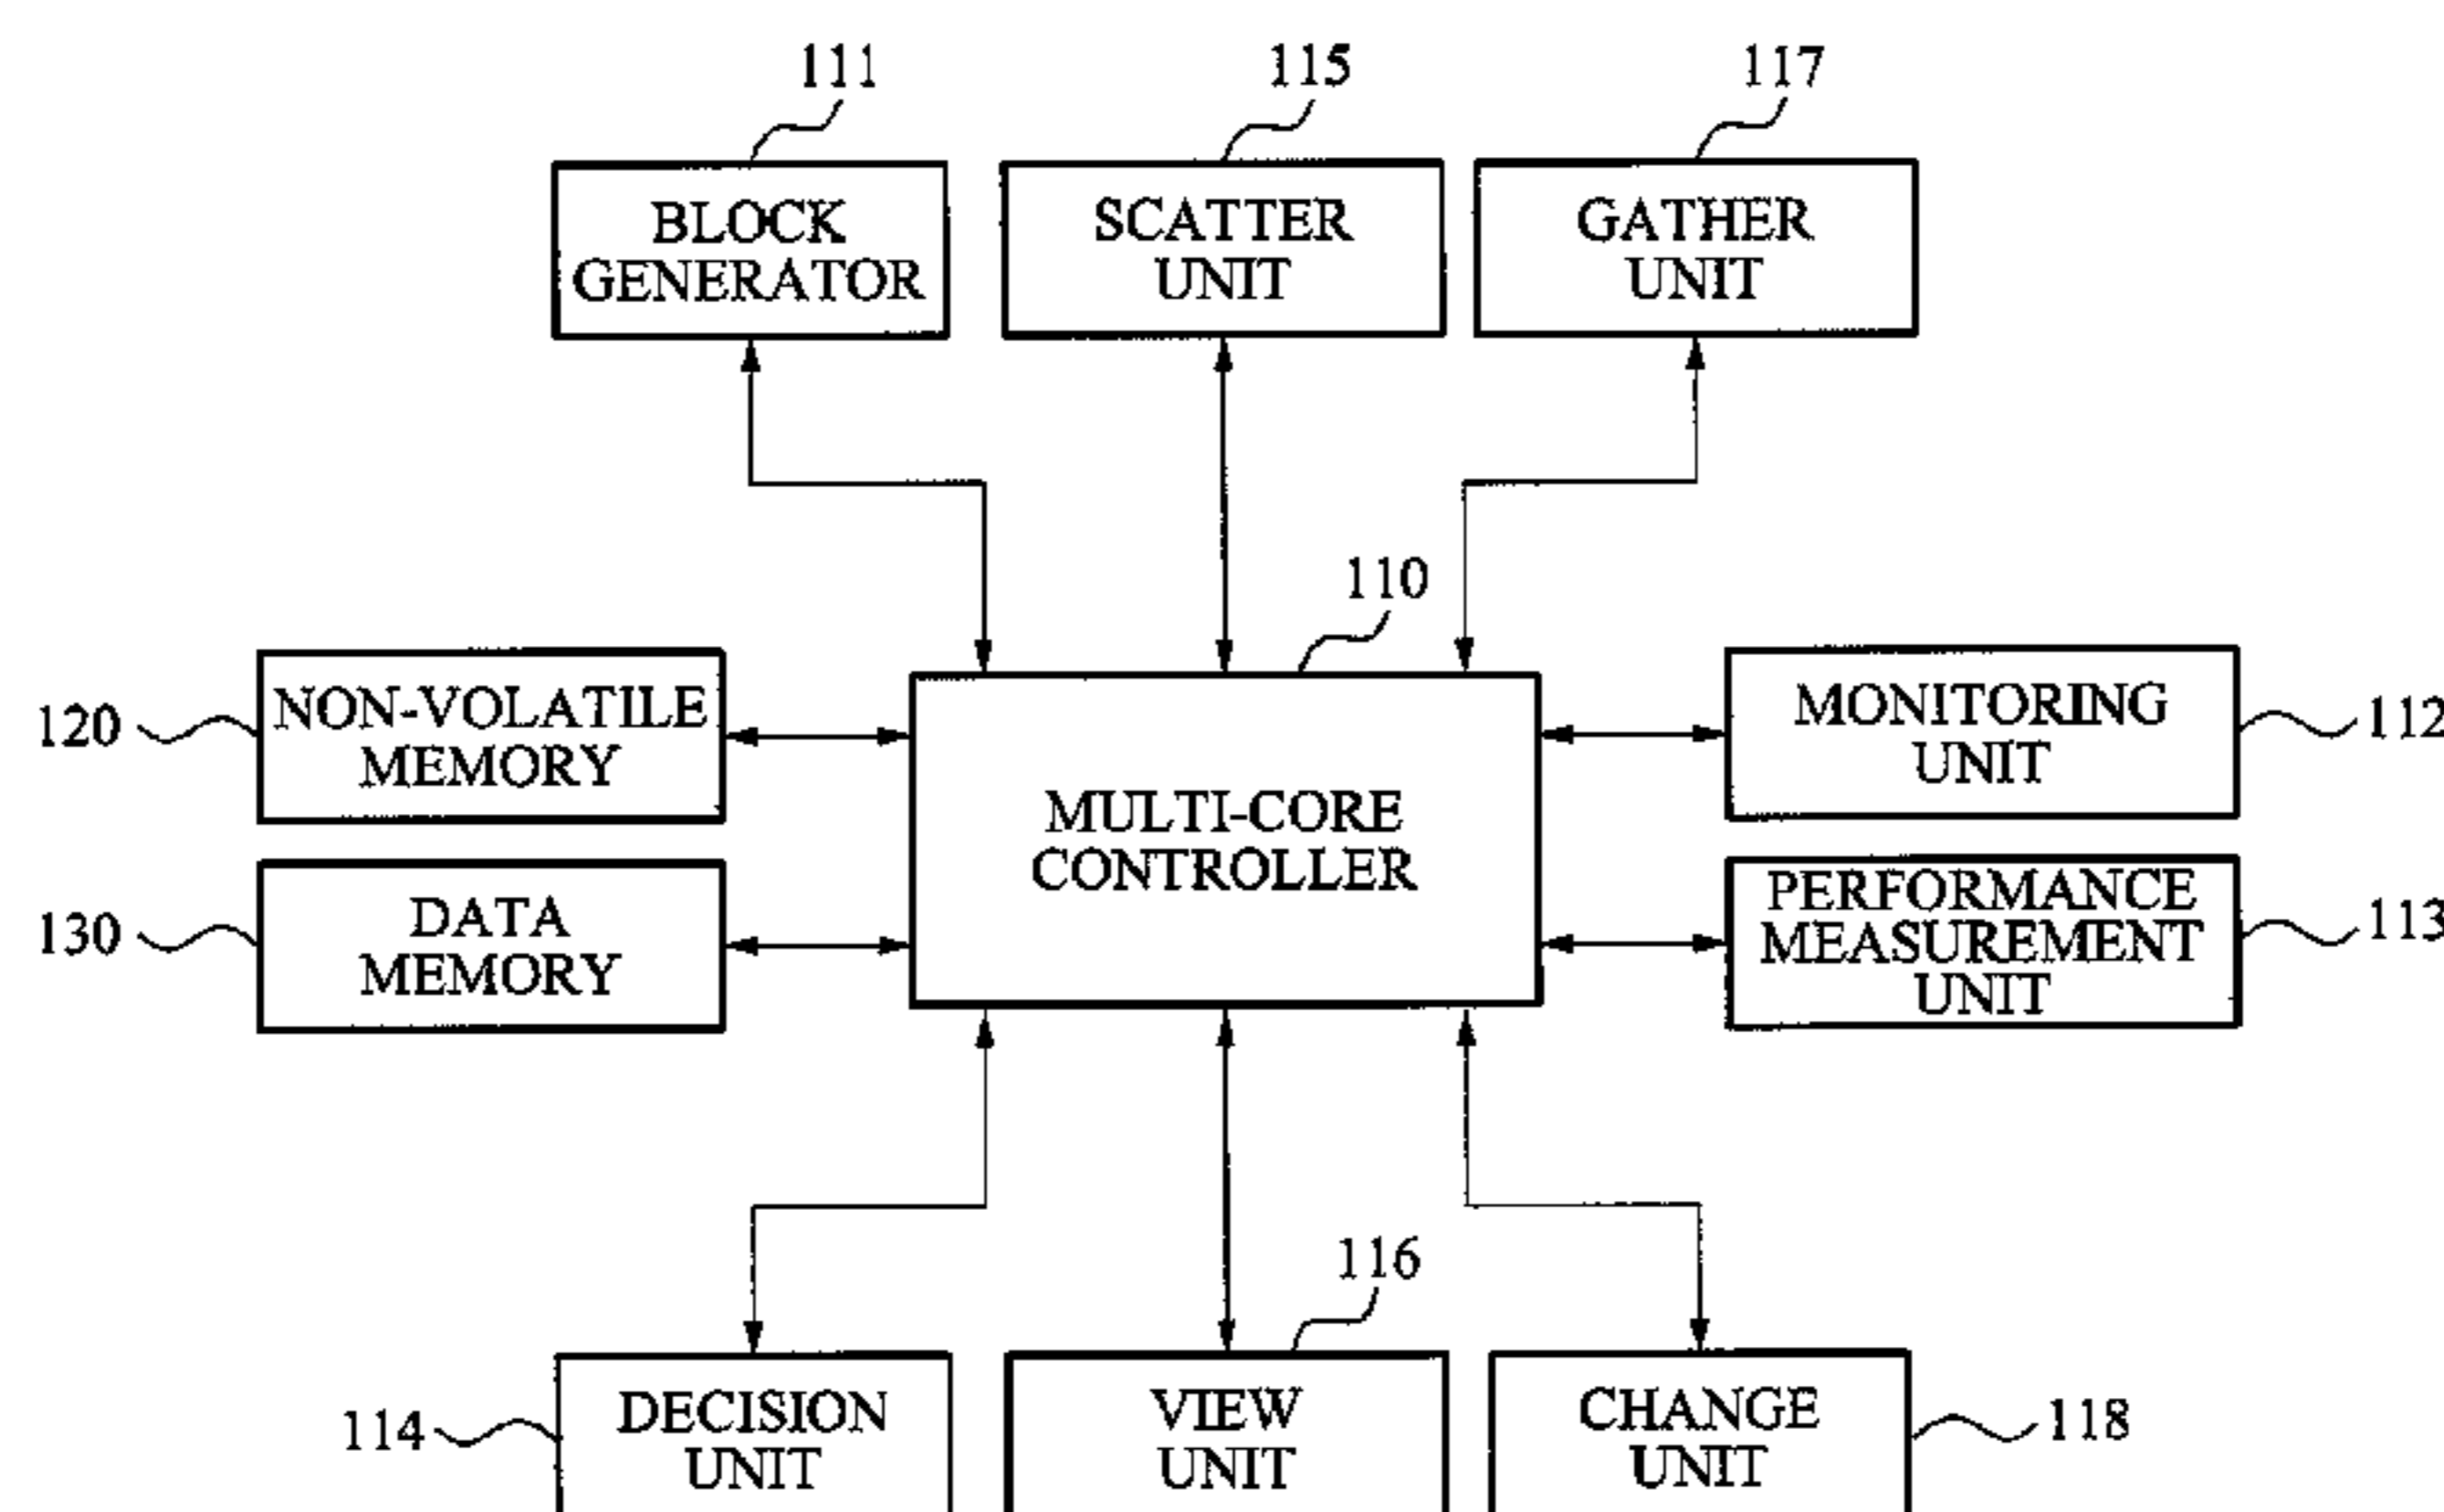 111
115
117
BLOCK
GENERATOR
SCATTER
UNIT
GATHER
UNIT
110
120
NON-VOLATILE
MEMORY
MONITORING
UNIT
112
MULTI-CORE
CONTROLLER
130
DATA
MEMORY
PERFORMANCE
MEASUREMENT
UNIT
113
116
114
DECISION
UNIT
VIEW
UNIT
CHANGE
UNIT
118